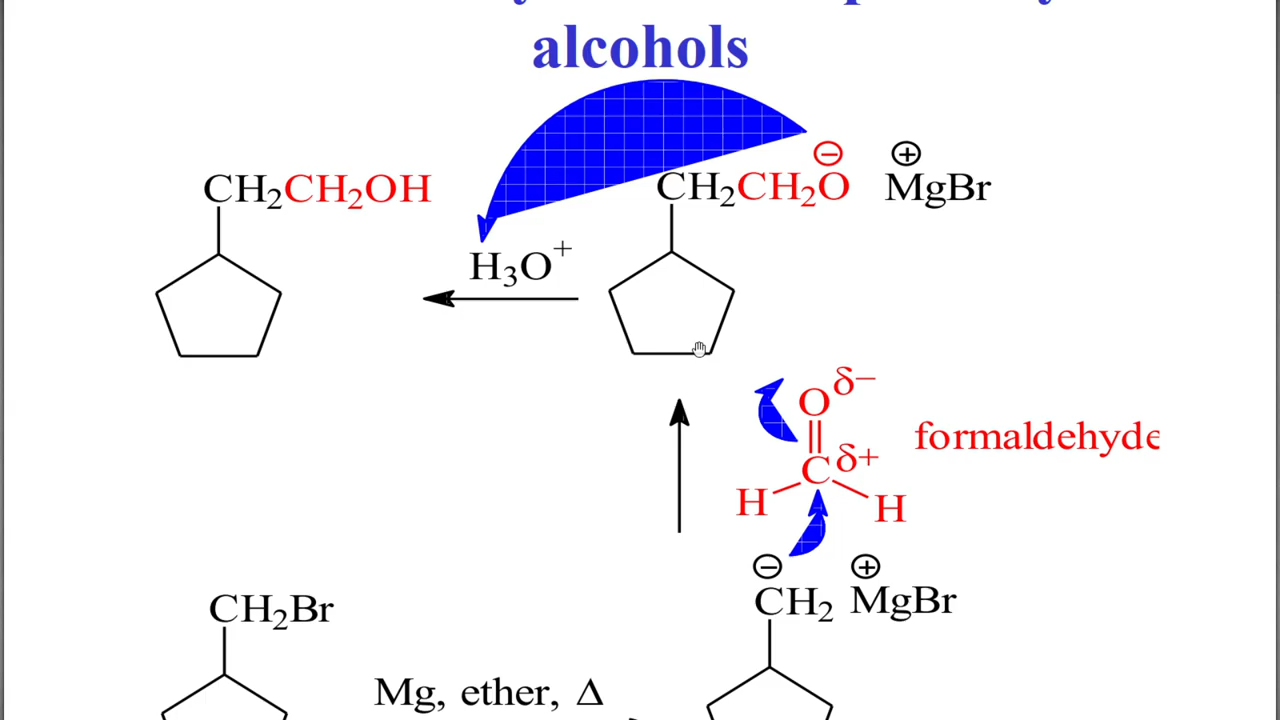 alcohols
CH₂CH₂OH
CH₂CH₂O⊖ ⊕MgBr
H₃O⁺
O δ−
C δ+
formaldehyde
H H
⊖CH₂ ⊕MgBr
CH₂Br
Mg, ether, Δ